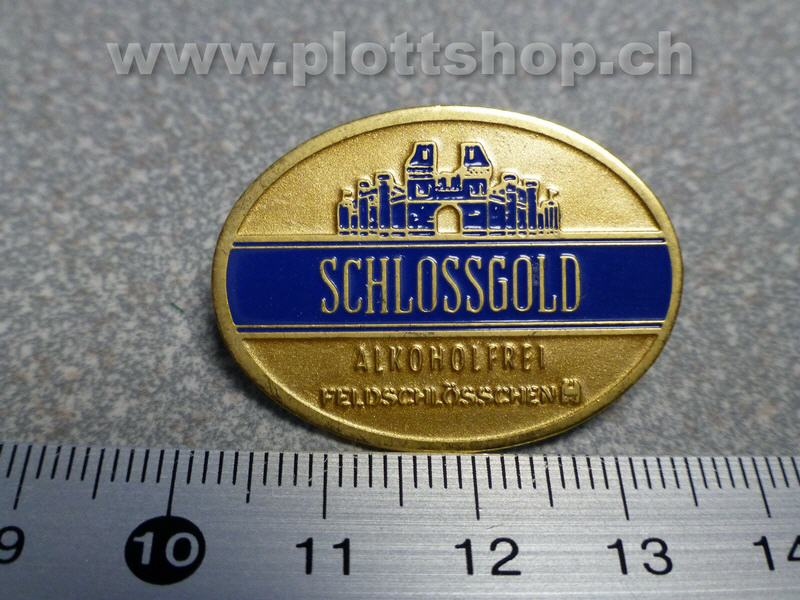 www.plottshop.ch
SCHLOSSGOLD
ALKOHOLFREI
FELDSCHLÖSSCHEN
9 10 11 12 13 14